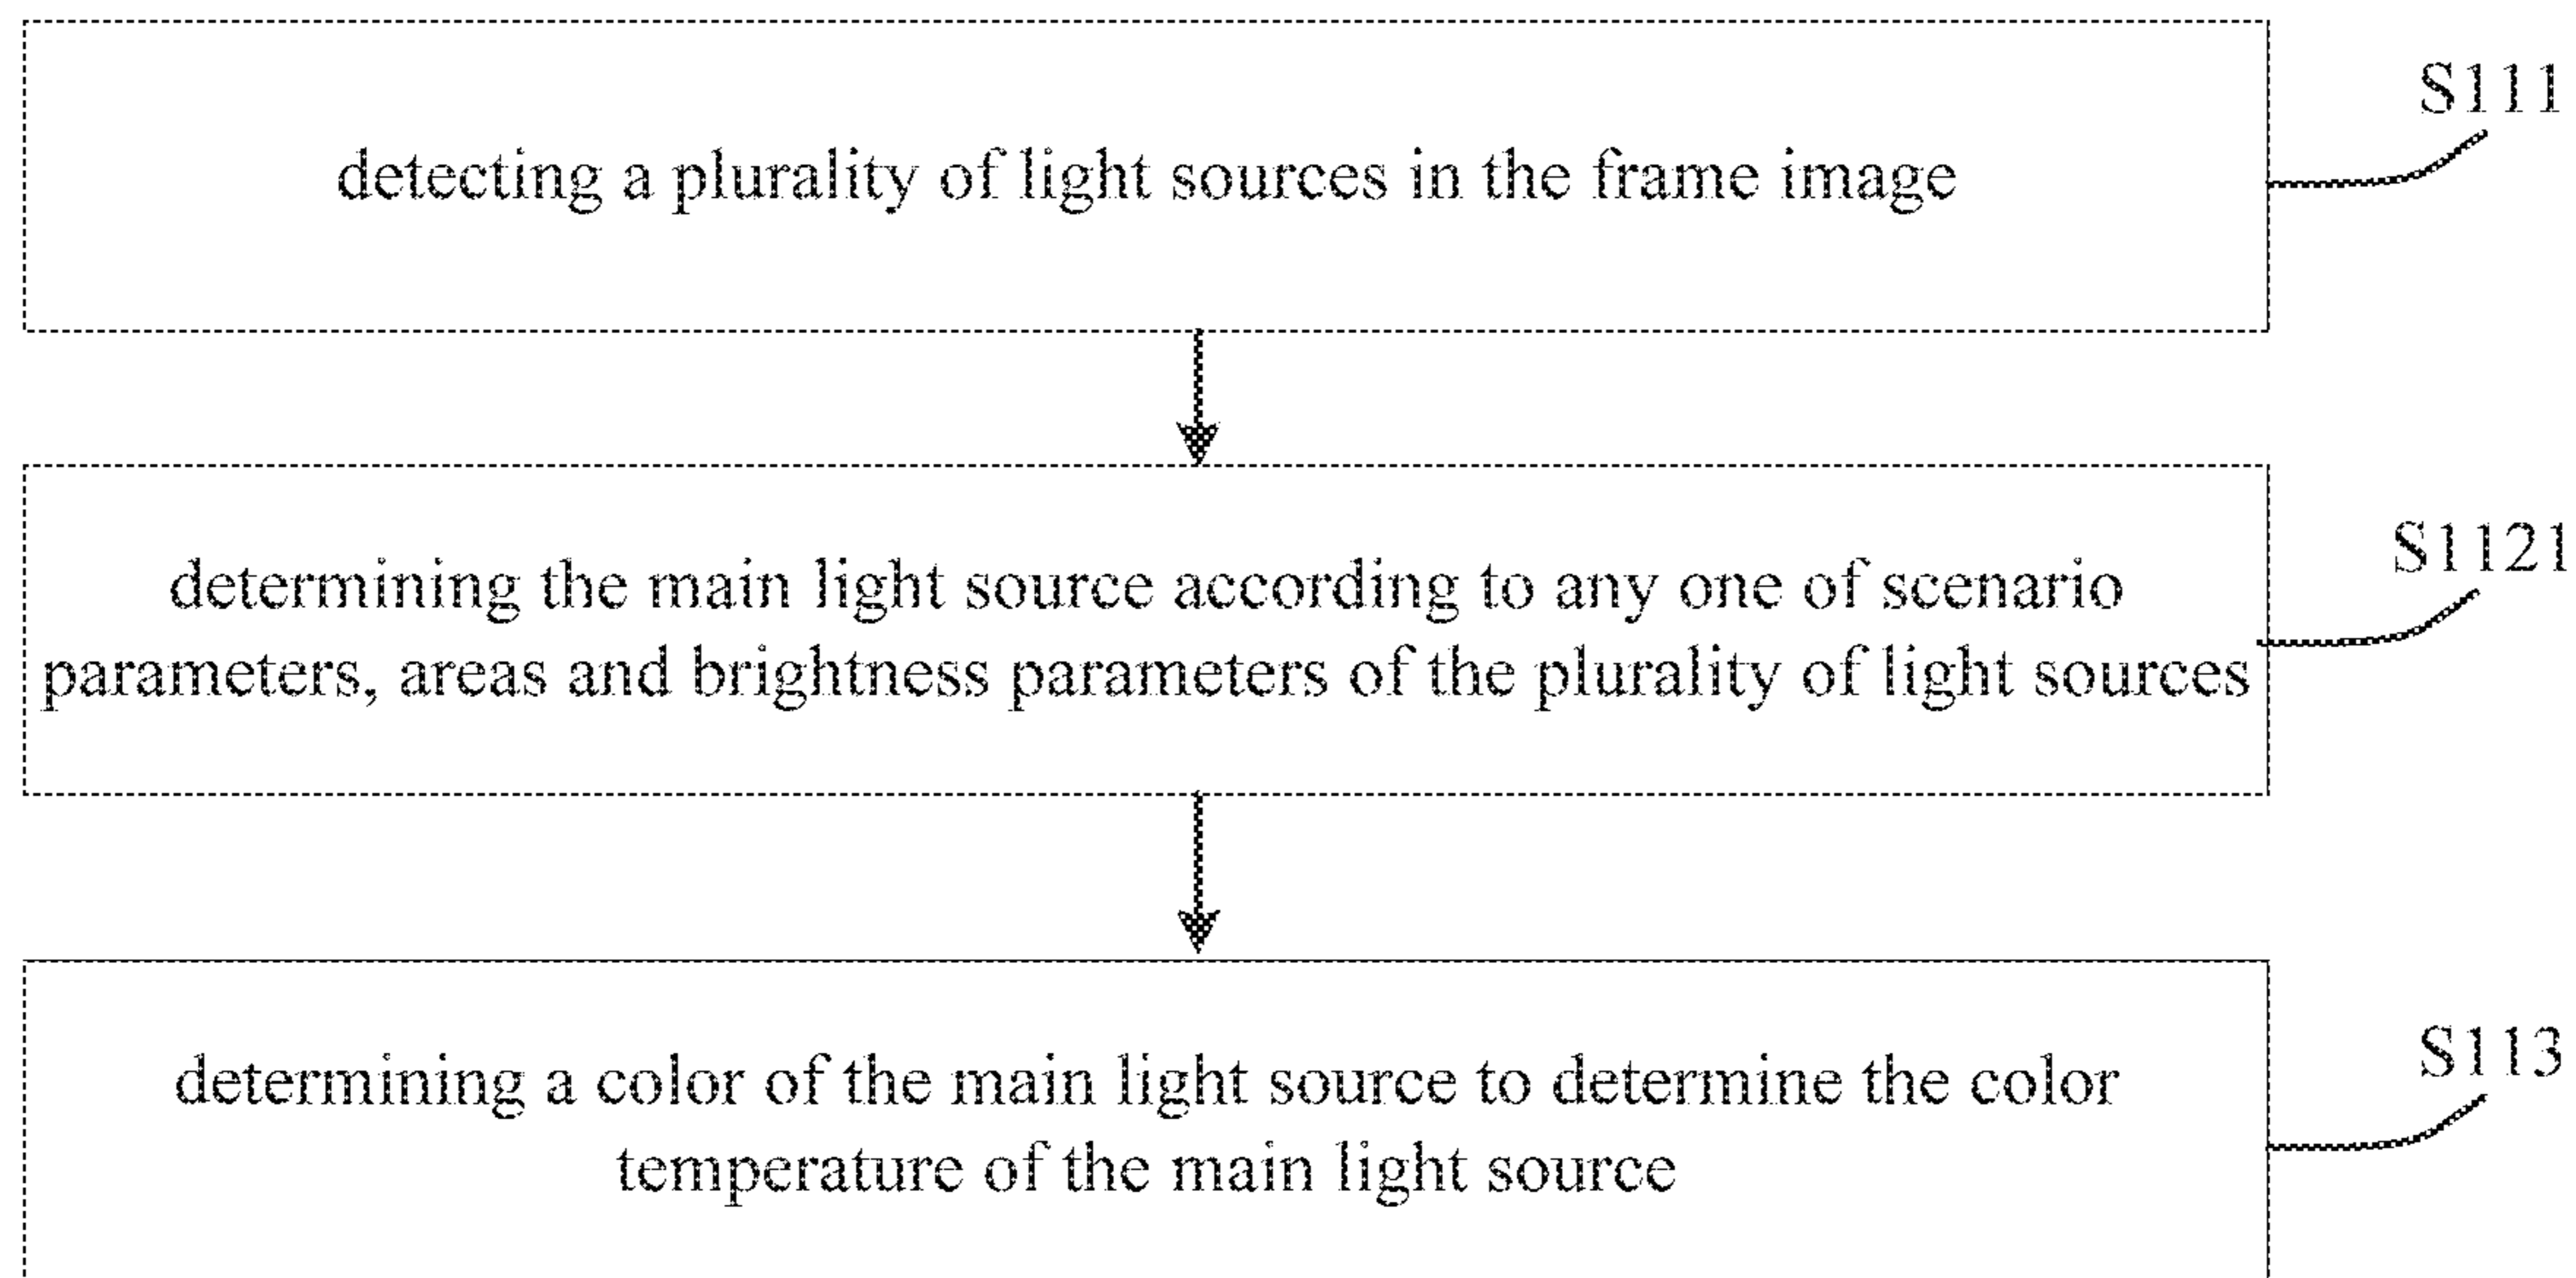 S111
detecting a plurality of light sources in the frame image
S1121
determining the main light source according to any one of scenario
parameters, areas and brightness parameters of the plurality of light sources
S113
determining a color of the main light source to determine the color
temperature of the main light source